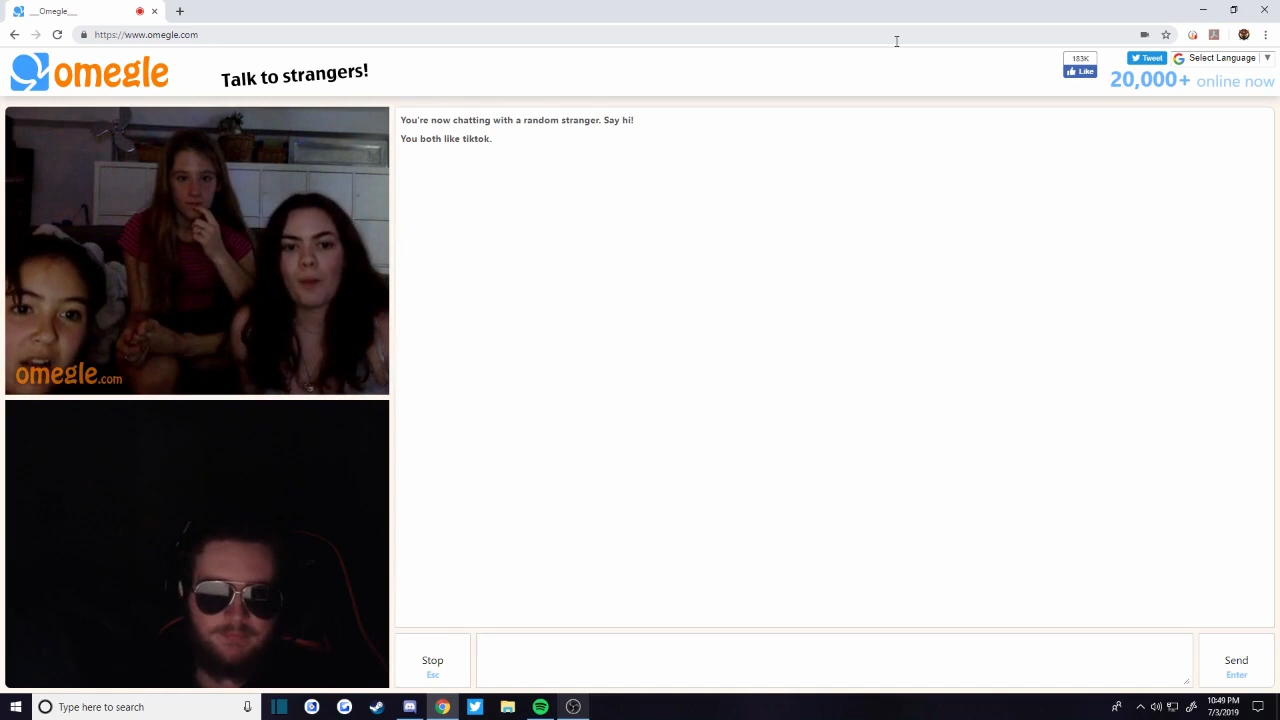 __Omegle__
https://www.omegle.com
omegle
Talk to strangers!
183K
Like
Tweet
Select Language
20,000+ online now
You're now chatting with a random stranger. Say hi!
You both like tiktok.
omegle.com
Stop
Esc
Send
Enter
Type here to search
10:49 PM
7/3/2019